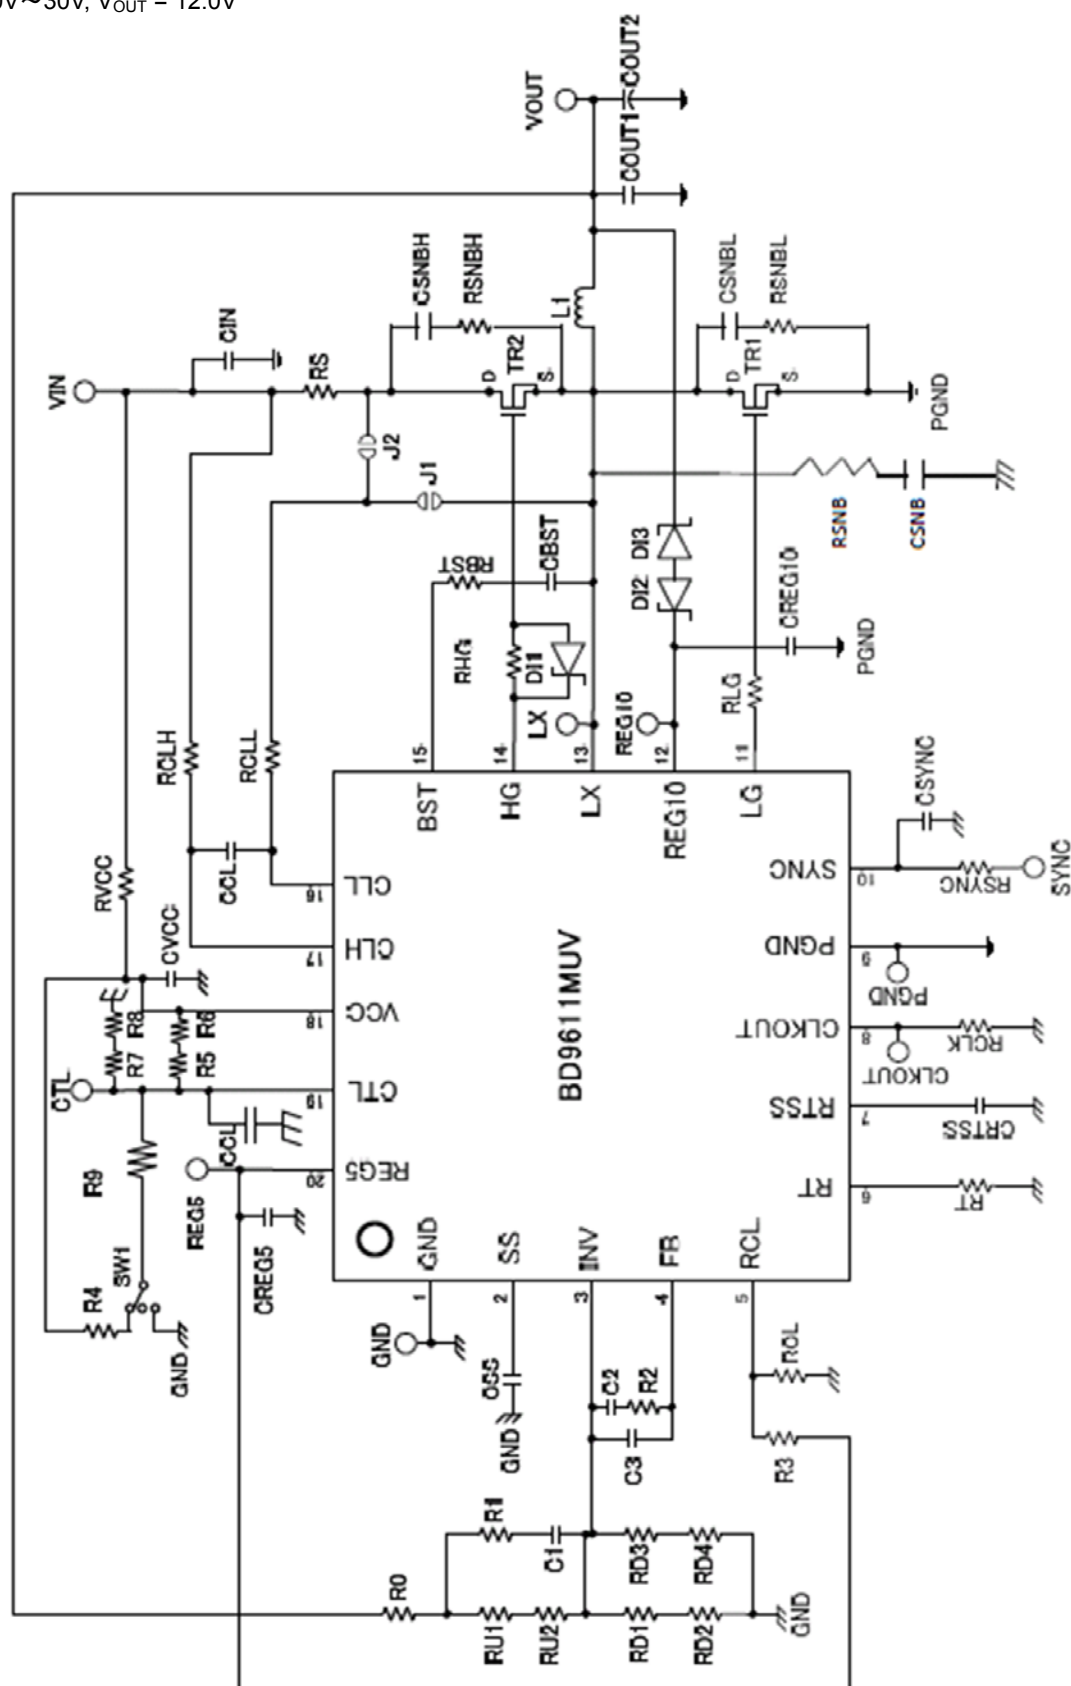 0V～30V, VOUT = 12.0V
VOUT
COUT2
COUT1
CSNBH
RSNBH
L1
CSNBL
RSNBL
VIN
CIN
RS
D
TR2
S
D
TR1
S
PGND
J2
J1
RSNB
CSNB
RBST
CBST
DI3
DI2
CREG10
PGND
RHG
DI1
RLG
LX
REG10
RCLH
RCLL
15
14
13
12
11
BST
HG
LX
REG10
LG
RVCC
CCL
16
CLL
17
CLH
CVCC
18
VCC
R8
R6
R7
R5
CTL
19
CTL
CCL
R9
REG5
20
REG5
CREG5
SW1
R4
GND
BD9611MUV
SYNC
10
CSYNC
RSYNC
SYNC
PGND
9
PGND
CLKOUT
8
CLKOUT
RCLK
RTSS
7
CRTSS
RT
6
RT
GND
SS
INV
FB
RCL
1
2
3
4
5
GND
CSS
GND
C2
R2
C3
RCL
R3
R0
R1
C1
RD3
RD4
RU1
RU2
RD1
RD2
GND